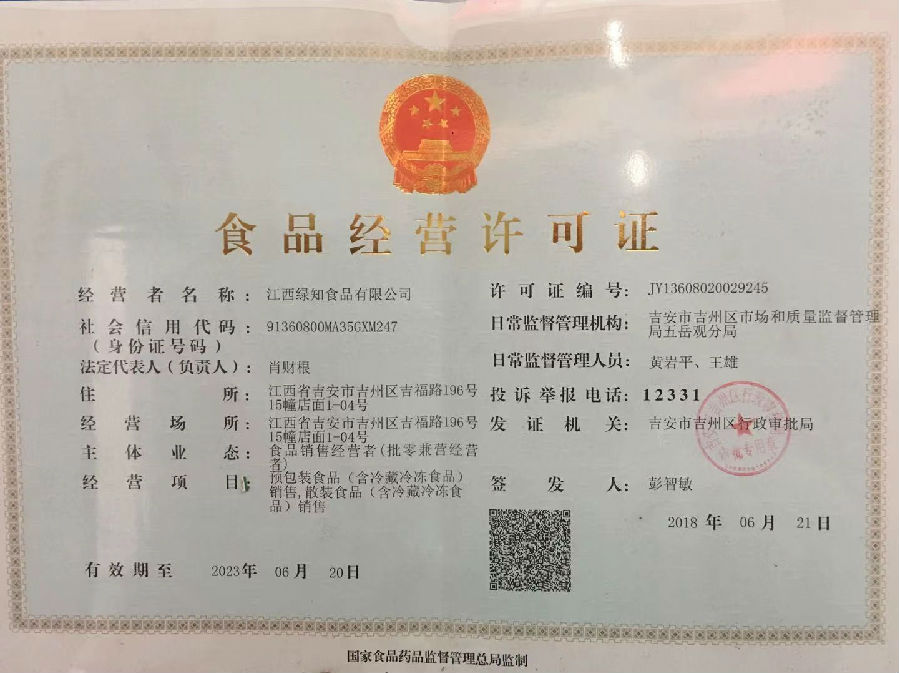 食品经营许可证
经营者名称： 江西绿知食品有限公司
社会信用代码： 91360800MA35GXM247
（身份证号码）
法定代表人（负责人）： 肖财根
住所： 江西省吉安市吉州区吉福路196号
15幢店面1-04号
经营场所： 江西省吉安市吉州区吉福路196号
15幢店面1-04号
主体业态： 食品销售经营者(批零兼营经营
者)
经营项目： 预包装食品（含冷藏冷冻食品）
销售,散装食品（含冷藏冷冻食
品）销售
有效期至 2023年 06月 20日
许可证编号： JY13608020029245
日常监督管理机构： 吉安市吉州区市场和质量监督管理
局五岳观分局
日常监督管理人员： 黄岩平、王雄
投诉举报电话： 12331
发证机关： 吉安市吉州区行政审批局
签发人： 彭智敏
2018 年 06 月 21 日
国家食品药品监督管理总局监制